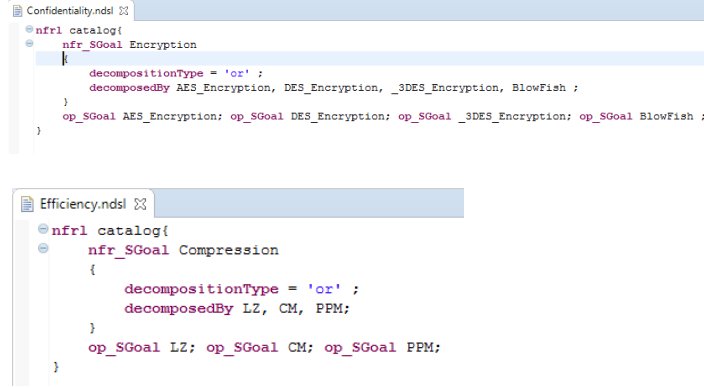 Confidentiality.ndsl
nfrl catalog{
nfr_SGoal Encryption
{
decompositionType = 'or' ;
decomposedBy AES_Encryption, DES_Encryption, _3DES_Encryption, BlowFish ;
}
op_SGoal AES_Encryption; op_SGoal DES_Encryption; op_SGoal _3DES_Encryption; op_SGoal BlowFish ;
}
Efficiency.ndsl
nfrl catalog{
nfr_SGoal Compression
{
decompositionType = 'or' ;
decomposedBy LZ, CM, PPM;
}
op_SGoal LZ; op_SGoal CM; op_SGoal PPM;
}